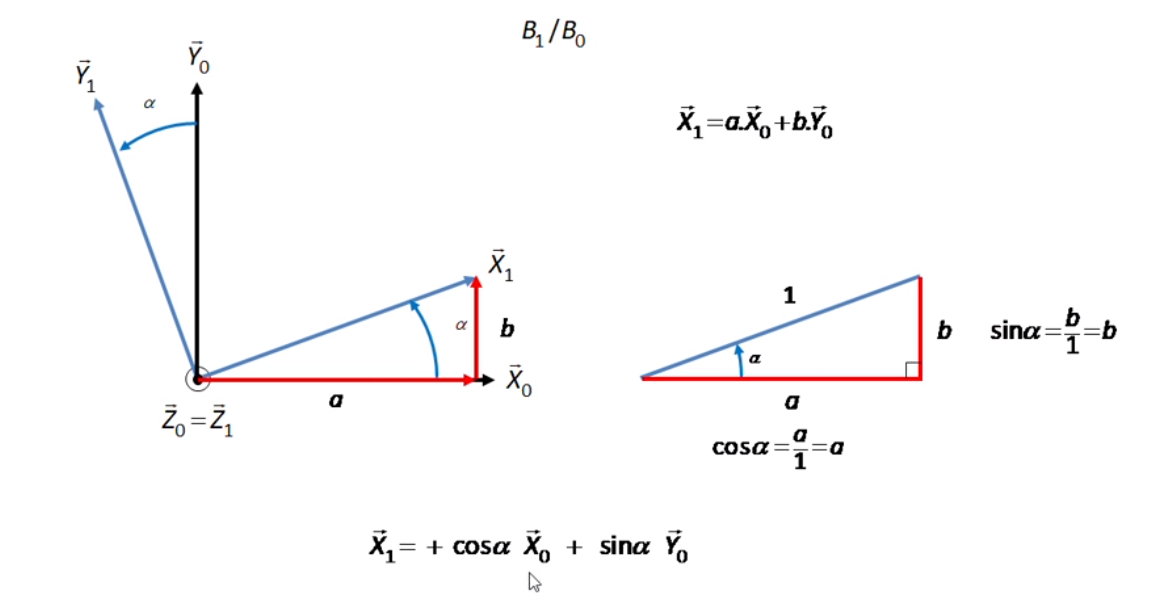 B₁/B₀
Y⃗₀
Y⃗₁
α
X⃗₁=a.X⃗₀+b.Y⃗₀
X⃗₁
α
b
X⃗₀
a
Z⃗₀=Z⃗₁
1
α
b
sinα=b/1=b
a
cosα=a/1=a
X⃗₁= + cosα X⃗₀ + sinα Y⃗₀